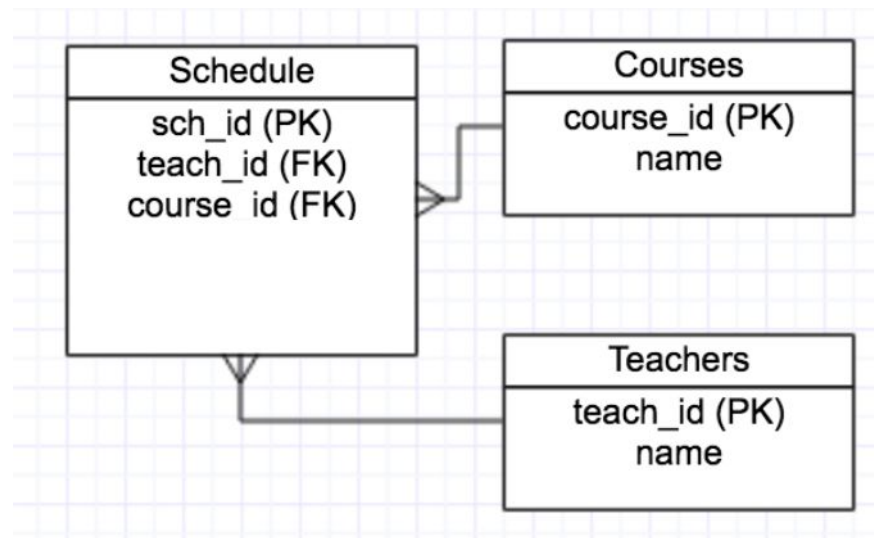 Schedule
sch_id (PK)
teach_id (FK)
course_id (FK)
Courses
course_id (PK)
name
Teachers
teach_id (PK)
name